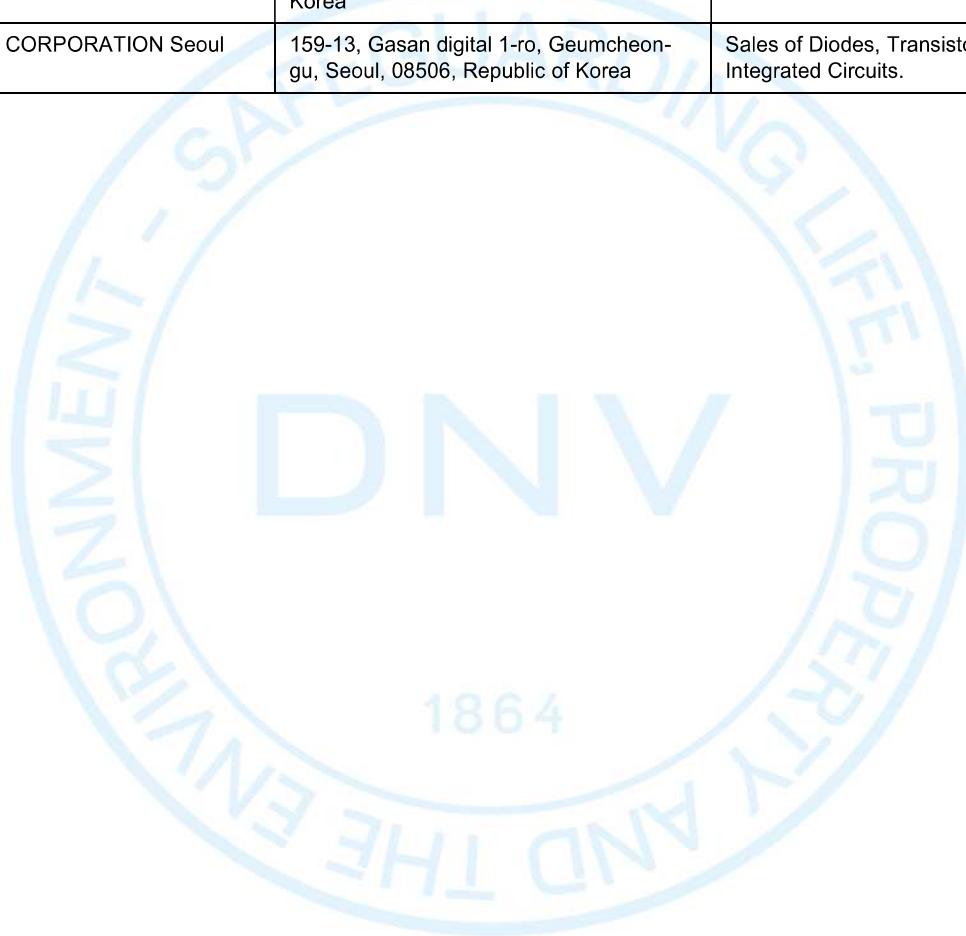 Korea
CORPORATION Seoul
159-13, Gasan digital 1-ro, Geumcheon-
gu, Seoul, 08506, Republic of Korea
Sales of Diodes,
Integrated Circuits.
SAFEGUARDING LIFE, PROPERTY AND THE ENVIRONMENT -
DNV
1864